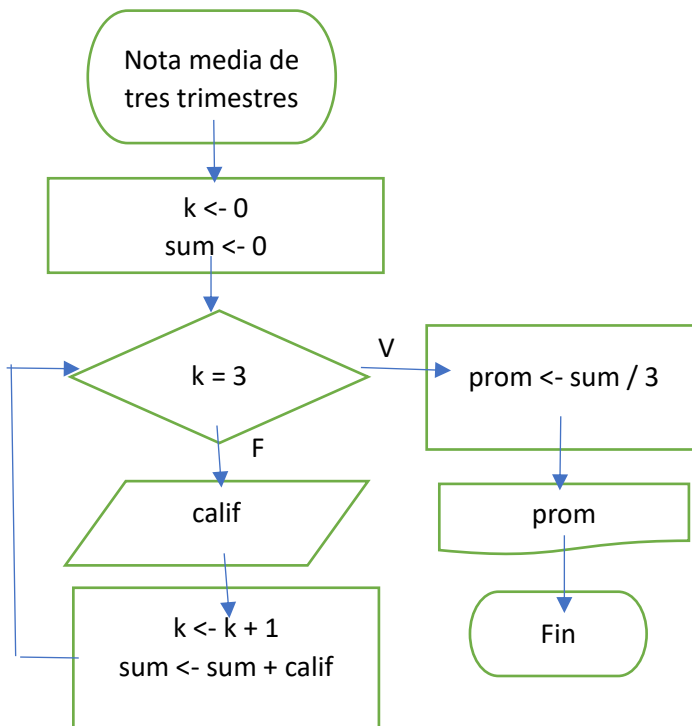 Nota media de
tres trimestres
k <- 0
sum <- 0
k = 3
V
prom <- sum / 3
F
calif
prom
k <- k + 1
sum <- sum + calif
Fin